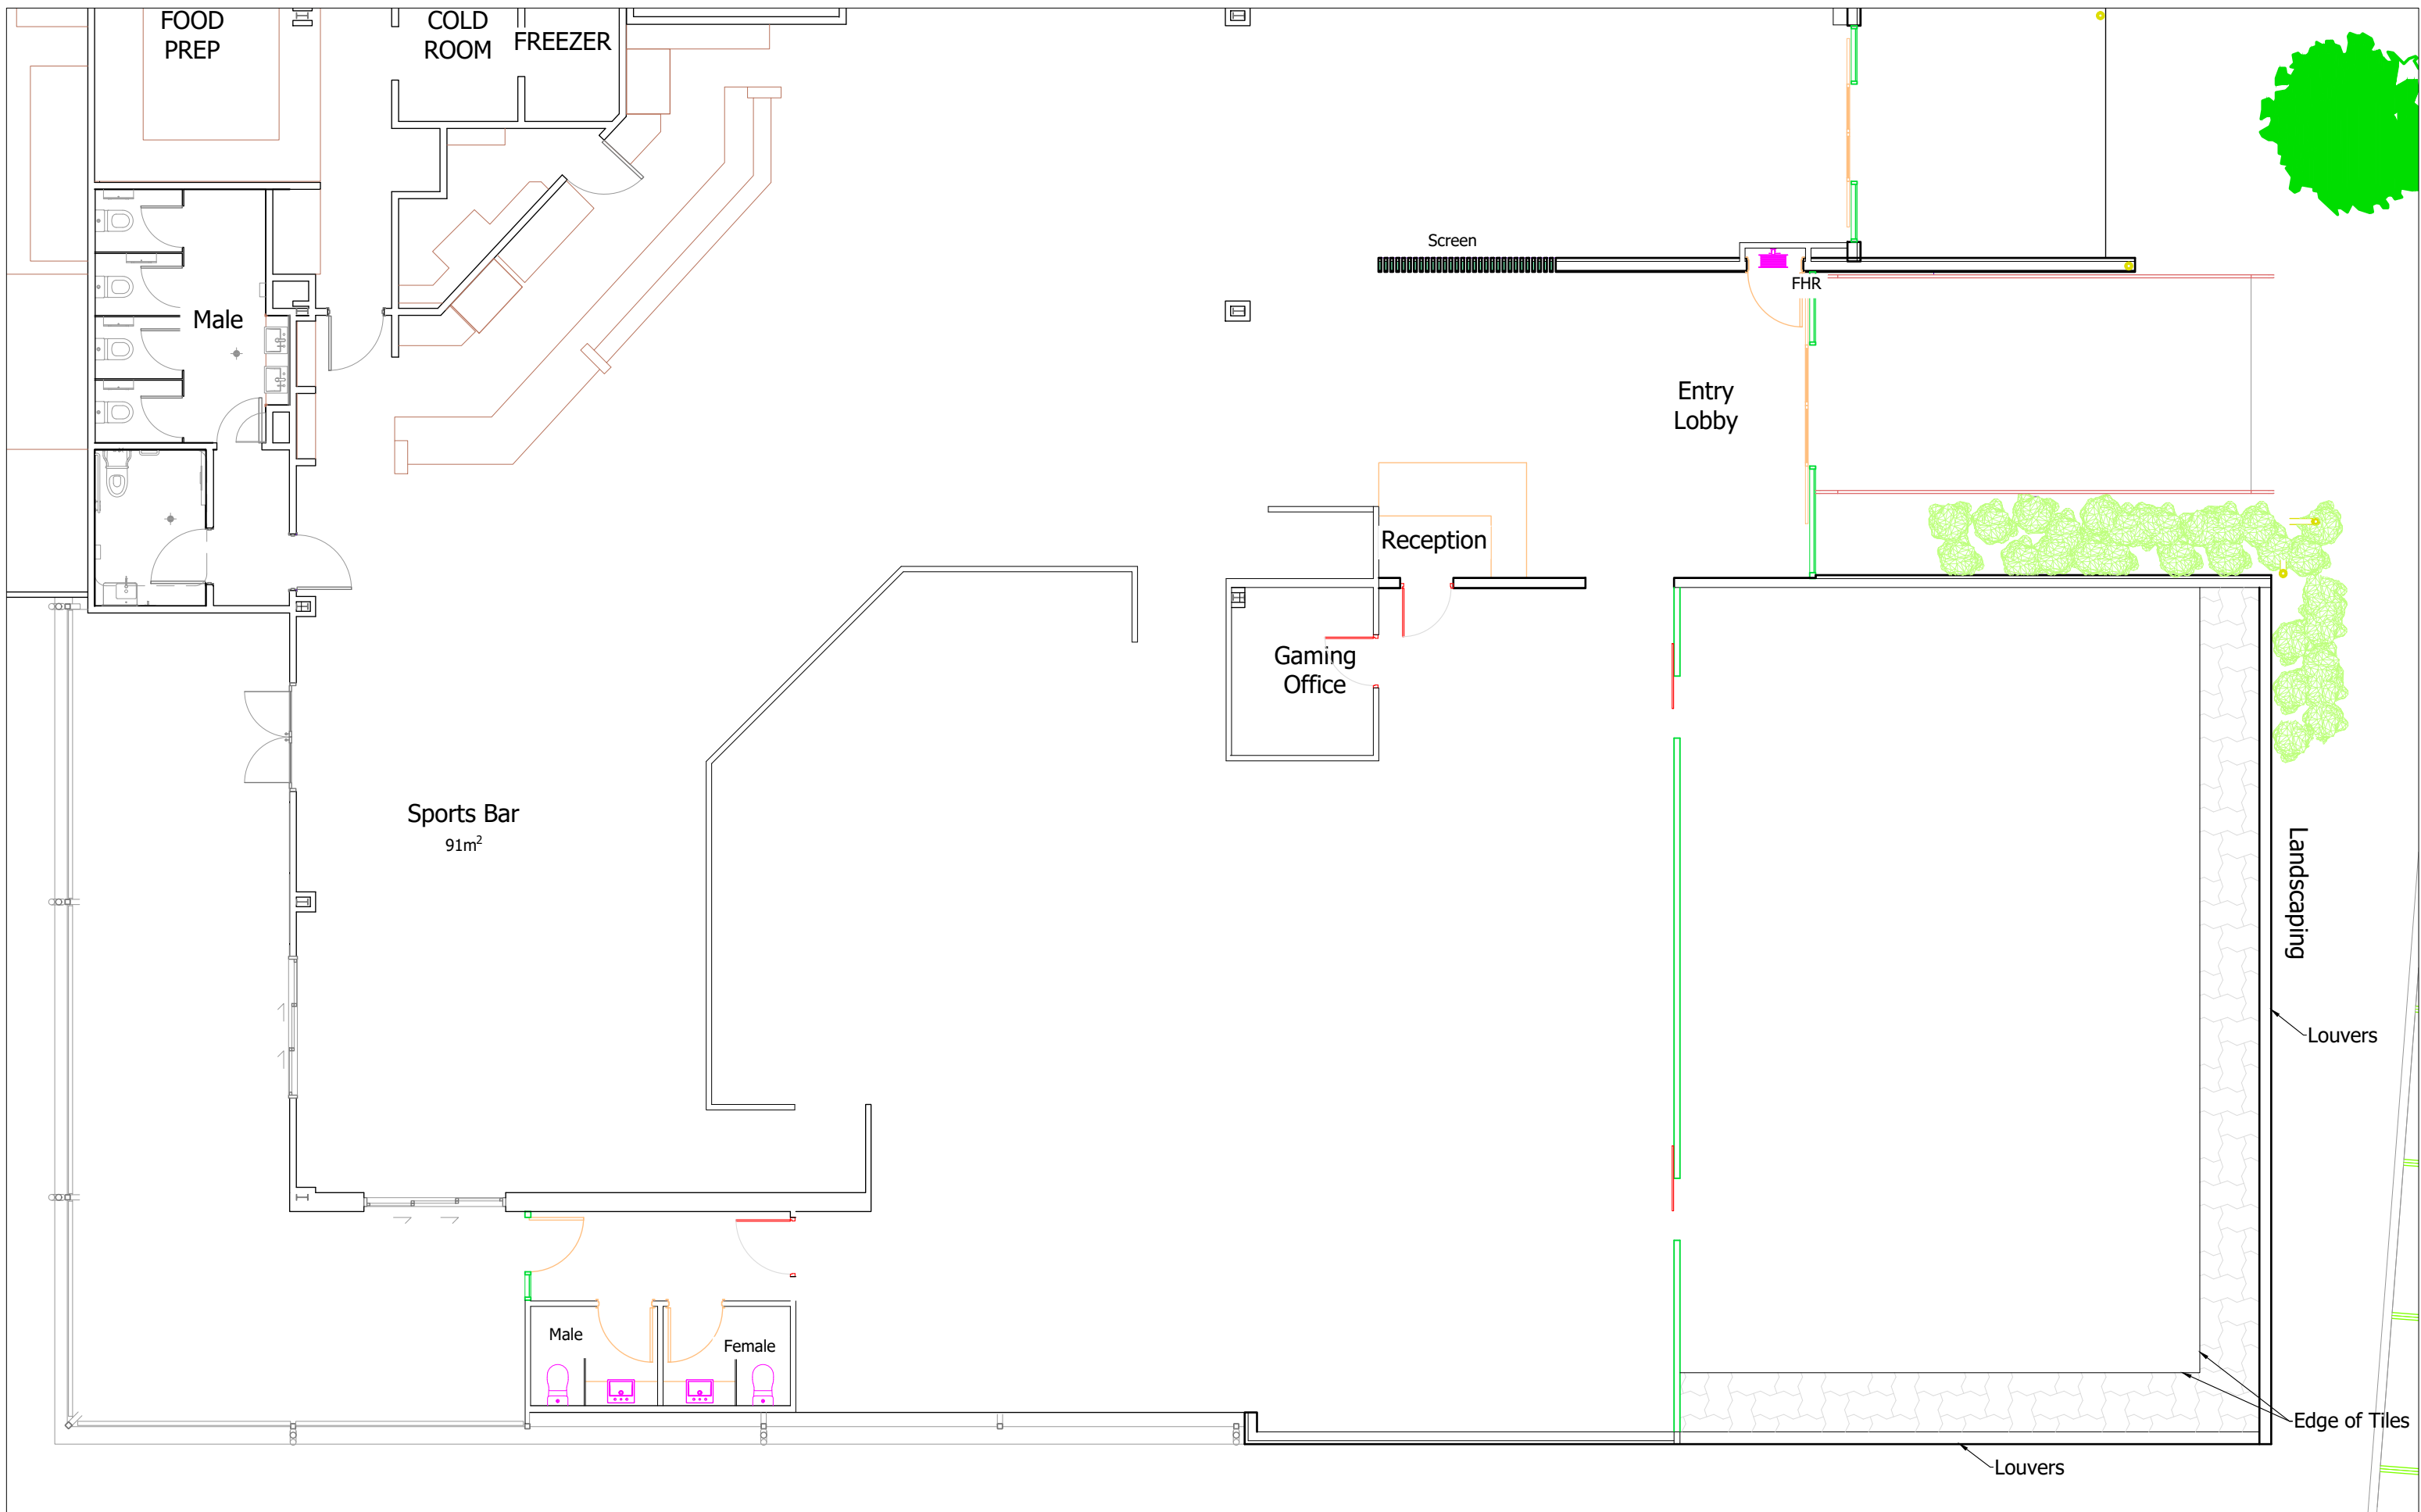 FOOD
PREP
COLD
ROOM
FREEZER
Screen
FHR
Male
Entry
Lobby
Reception
Gaming
Office
Sports Bar
91m²
Landscaping
Louvers
Male
Female
Edge of Tiles
Louvers